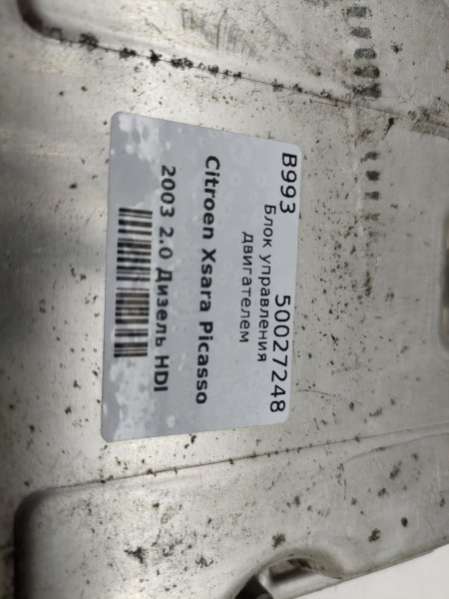 B993 50027248
Блок управления
двигателем
Citroen Xsara Picasso
2003 2.0 Дизель HDI